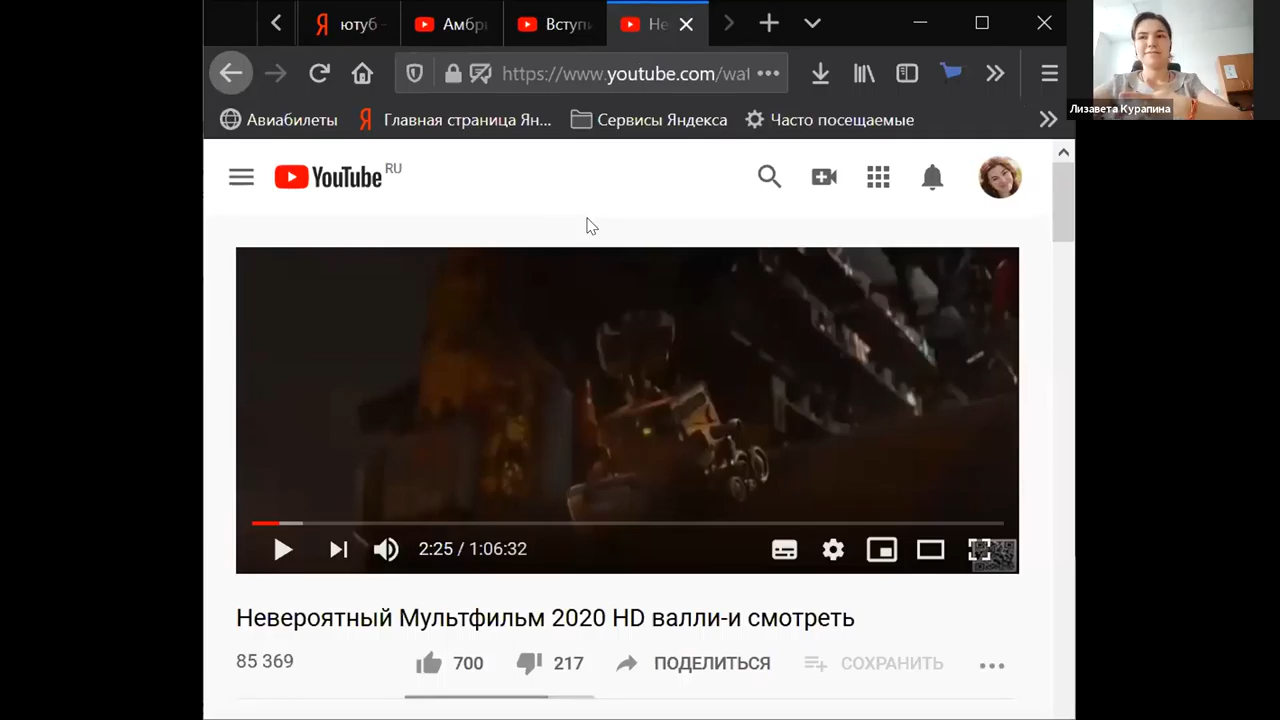 ютуб -
Амбр
Вступ
Не
https://www.youtube.com/wat
Лизавета Курапина
Авиабилеты
Главная страница Ян...
Сервисы Яндекса
Часто посещаемые
YouTube RU
2:25 / 1:06:32
Невероятный Мультфильм 2020 HD валли-и смотреть
85 369
700
217
ПОДЕЛИТЬСЯ
СОХРАНИТЬ